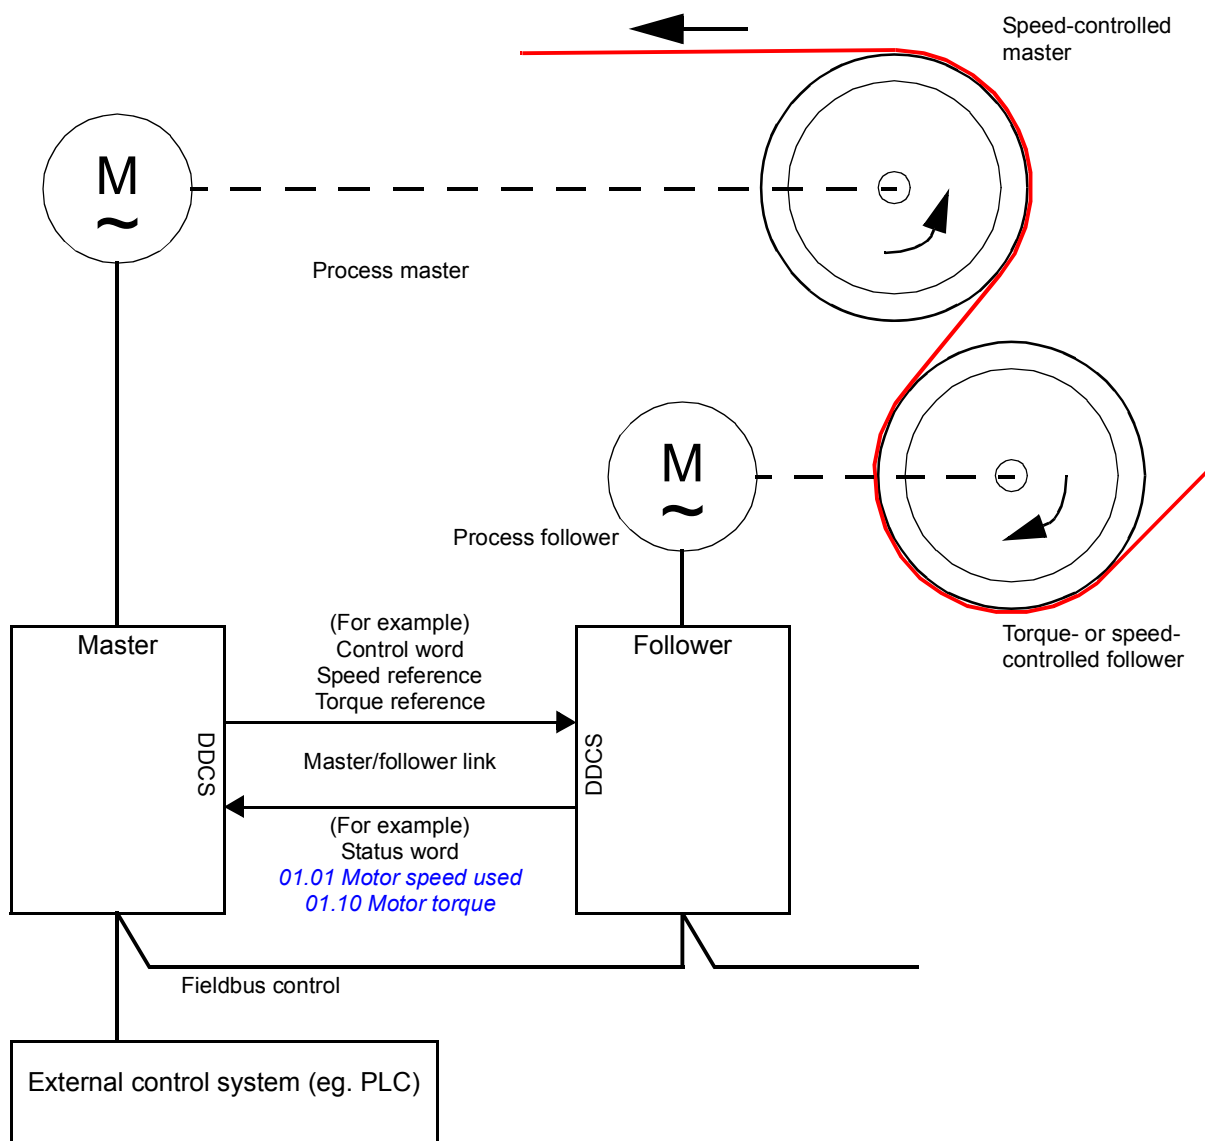 Speed-controlled
master
M
~
Process master
M
~
Process follower
Torque- or speed-
controlled follower
Master
(For example)
Control word
Speed reference
Torque reference
Follower
DDCS
Master/follower link
DDCS
(For example)
Status word
01.01 Motor speed used
01.10 Motor torque
Fieldbus control
External control system (eg. PLC)